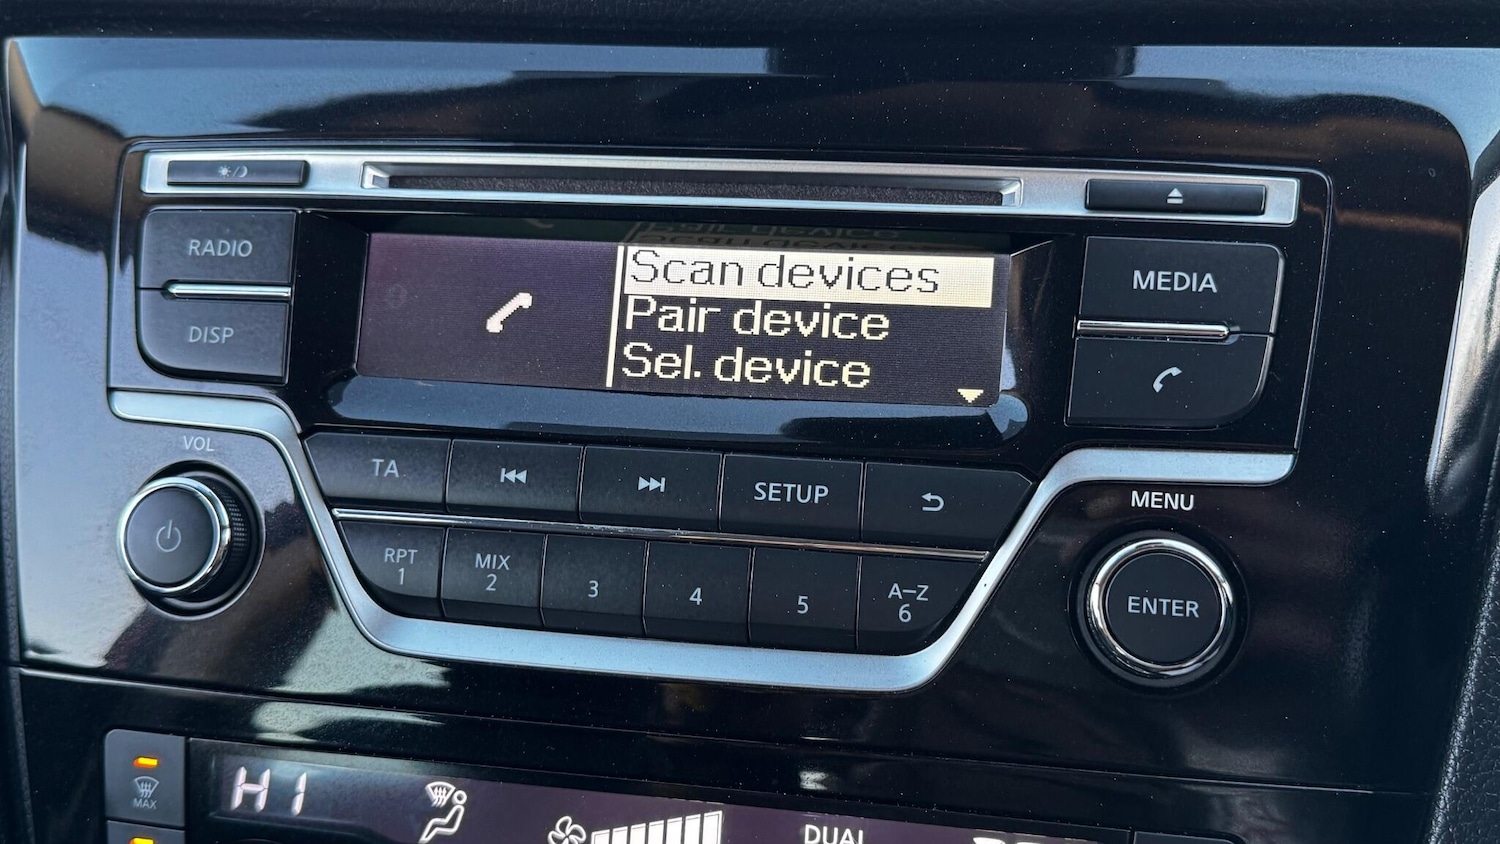 RADIO
DISP
Scan devices
Pair device
Sel. device
MEDIA
VOL
TA
SETUP
MENU
RPT
1
MIX
2
3
4
5
A–Z
6
ENTER
MAX
HI
DUAL